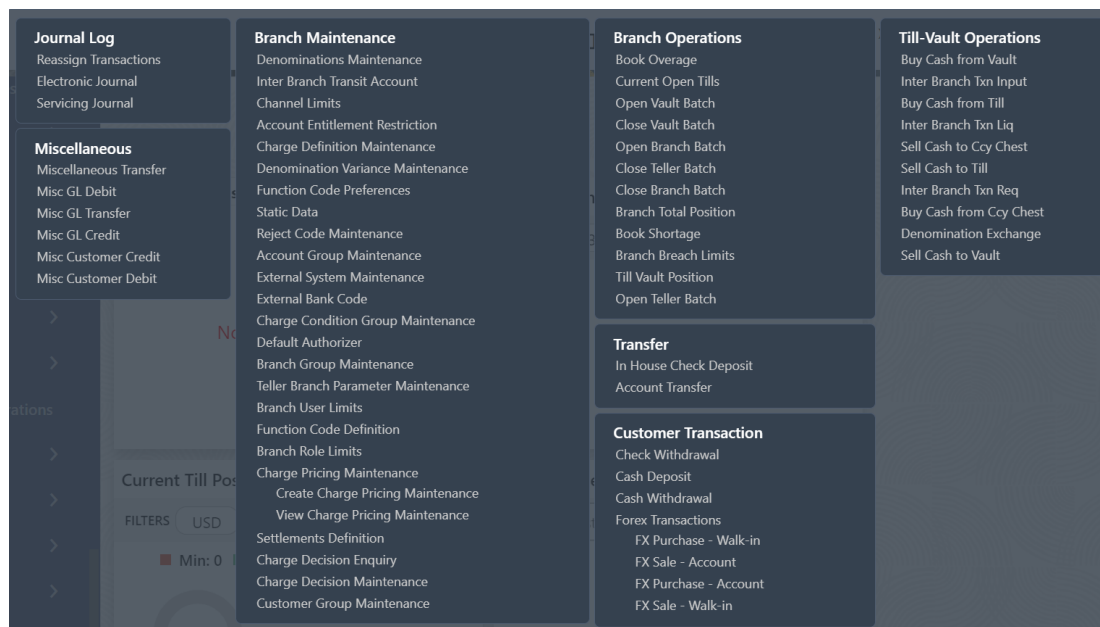 Journal Log
Reassign Transactions
Electronic Journal
Servicing Journal
Miscellaneous
Miscellaneous Transfer
Misc GL Debit
Misc GL Transfer
Misc GL Credit
Misc Customer Credit
Misc Customer Debit
Branch Maintenance
Denominations Maintenance
Inter Branch Transit Account
Channel Limits
Account Entitlement Restriction
Charge Definition Maintenance
Denomination Variance Maintenance
Function Code Preferences
Static Data
Reject Code Maintenance
Account Group Maintenance
External System Maintenance
External Bank Code
Charge Condition Group Maintenance
Default Authorizer
Branch Group Maintenance
Teller Branch Parameter Maintenance
Branch User Limits
Function Code Definition
Branch Role Limits
Charge Pricing Maintenance
Create Charge Pricing Maintenance
View Charge Pricing Maintenance
Settlements Definition
Charge Decision Enquiry
Charge Decision Maintenance
Customer Group Maintenance
Branch Operations
Book Overage
Current Open Tills
Open Vault Batch
Close Vault Batch
Open Branch Batch
Close Teller Batch
Close Branch Batch
Branch Total Position
Book Shortage
Branch Breach Limits
Till Vault Position
Open Teller Batch
Transfer
In House Check Deposit
Account Transfer
Customer Transaction
Check Withdrawal
Cash Deposit
Cash Withdrawal
Forex Transactions
FX Purchase - Walk-in
FX Sale - Account
FX Purchase - Account
FX Sale - Walk-in
Till-Vault Operations
Buy Cash from Vault
Inter Branch Txn Input
Buy Cash from Till
Inter Branch Txn Liq
Sell Cash to Ccy Chest
Sell Cash to Till
Inter Branch Txn Req
Buy Cash from Ccy Chest
Denomination Exchange
Sell Cash to Vault
Current Till Pos
FILTERS USD
Min: 0